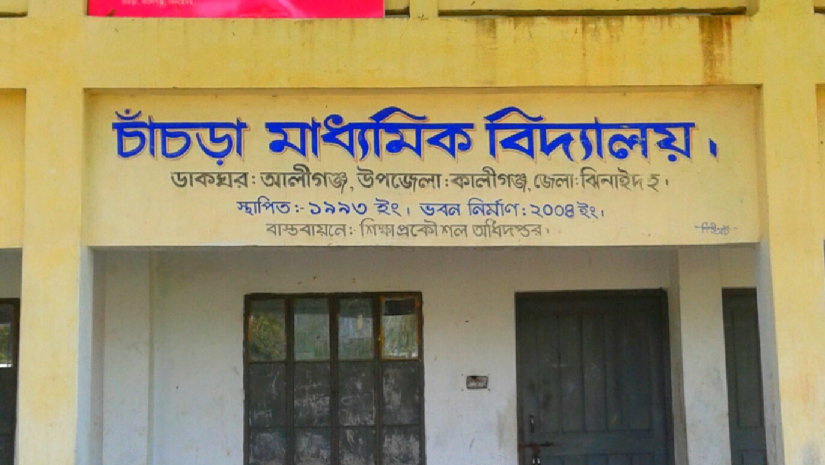 চাঁচড়া মাধ্যমিক বিদ্যালয়।
ডাকঘর: আলীগঞ্জ, উপজেলা: কালীগঞ্জ, জেলা: ঝিনাইদহ।
স্থাপিত:- ১৯৯৩ ইং। ভবন নির্মাণ: ২০০৪ ইং।
বাস্তবায়নে:- শিক্ষা প্রকৌশল অধিদপ্তর।